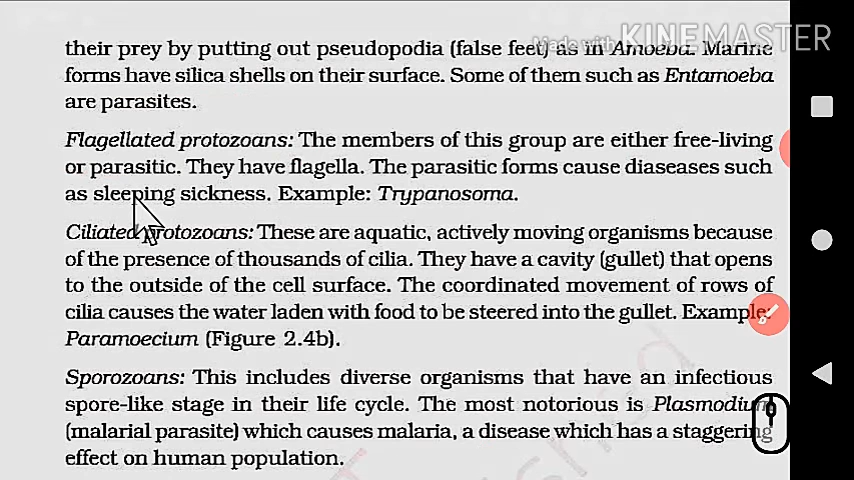 their prey by putting out pseudopodia (false feet) as in Amoeba. Marine
Made with KINEMASTER
forms have silica shells on their surface. Some of them such as Entamoeba
are parasites.
Flagellated protozoans: The members of this group are either free-living
or parasitic. They have flagella. The parasitic forms cause diaseases such
as sleeping sickness. Example: Trypanosoma.
Ciliated protozoans: These are aquatic, actively moving organisms because
of the presence of thousands of cilia. They have a cavity (gullet) that opens
to the outside of the cell surface. The coordinated movement of rows of
cilia causes the water laden with food to be steered into the gullet. Example:
Paramoecium (Figure 2.4b).
Sporozoans: This includes diverse organisms that have an infectious
spore-like stage in their life cycle. The most notorious is Plasmodium
(malarial parasite) which causes malaria, a disease which has a staggering
effect on human population.